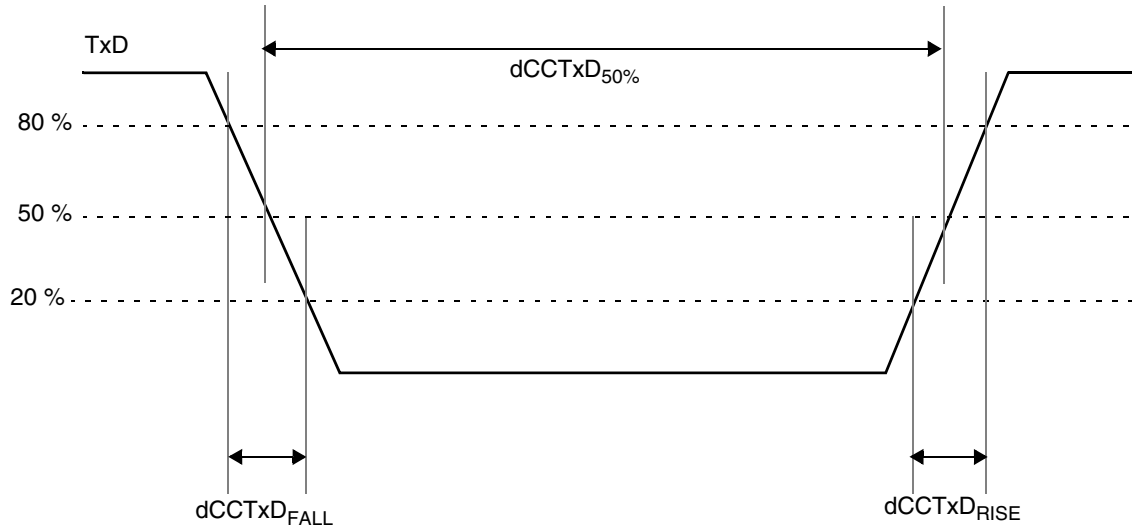 TxD
dCCTxD50%
80 %
50 %
20 %
dCCTxDFALL
dCCTxDRISE